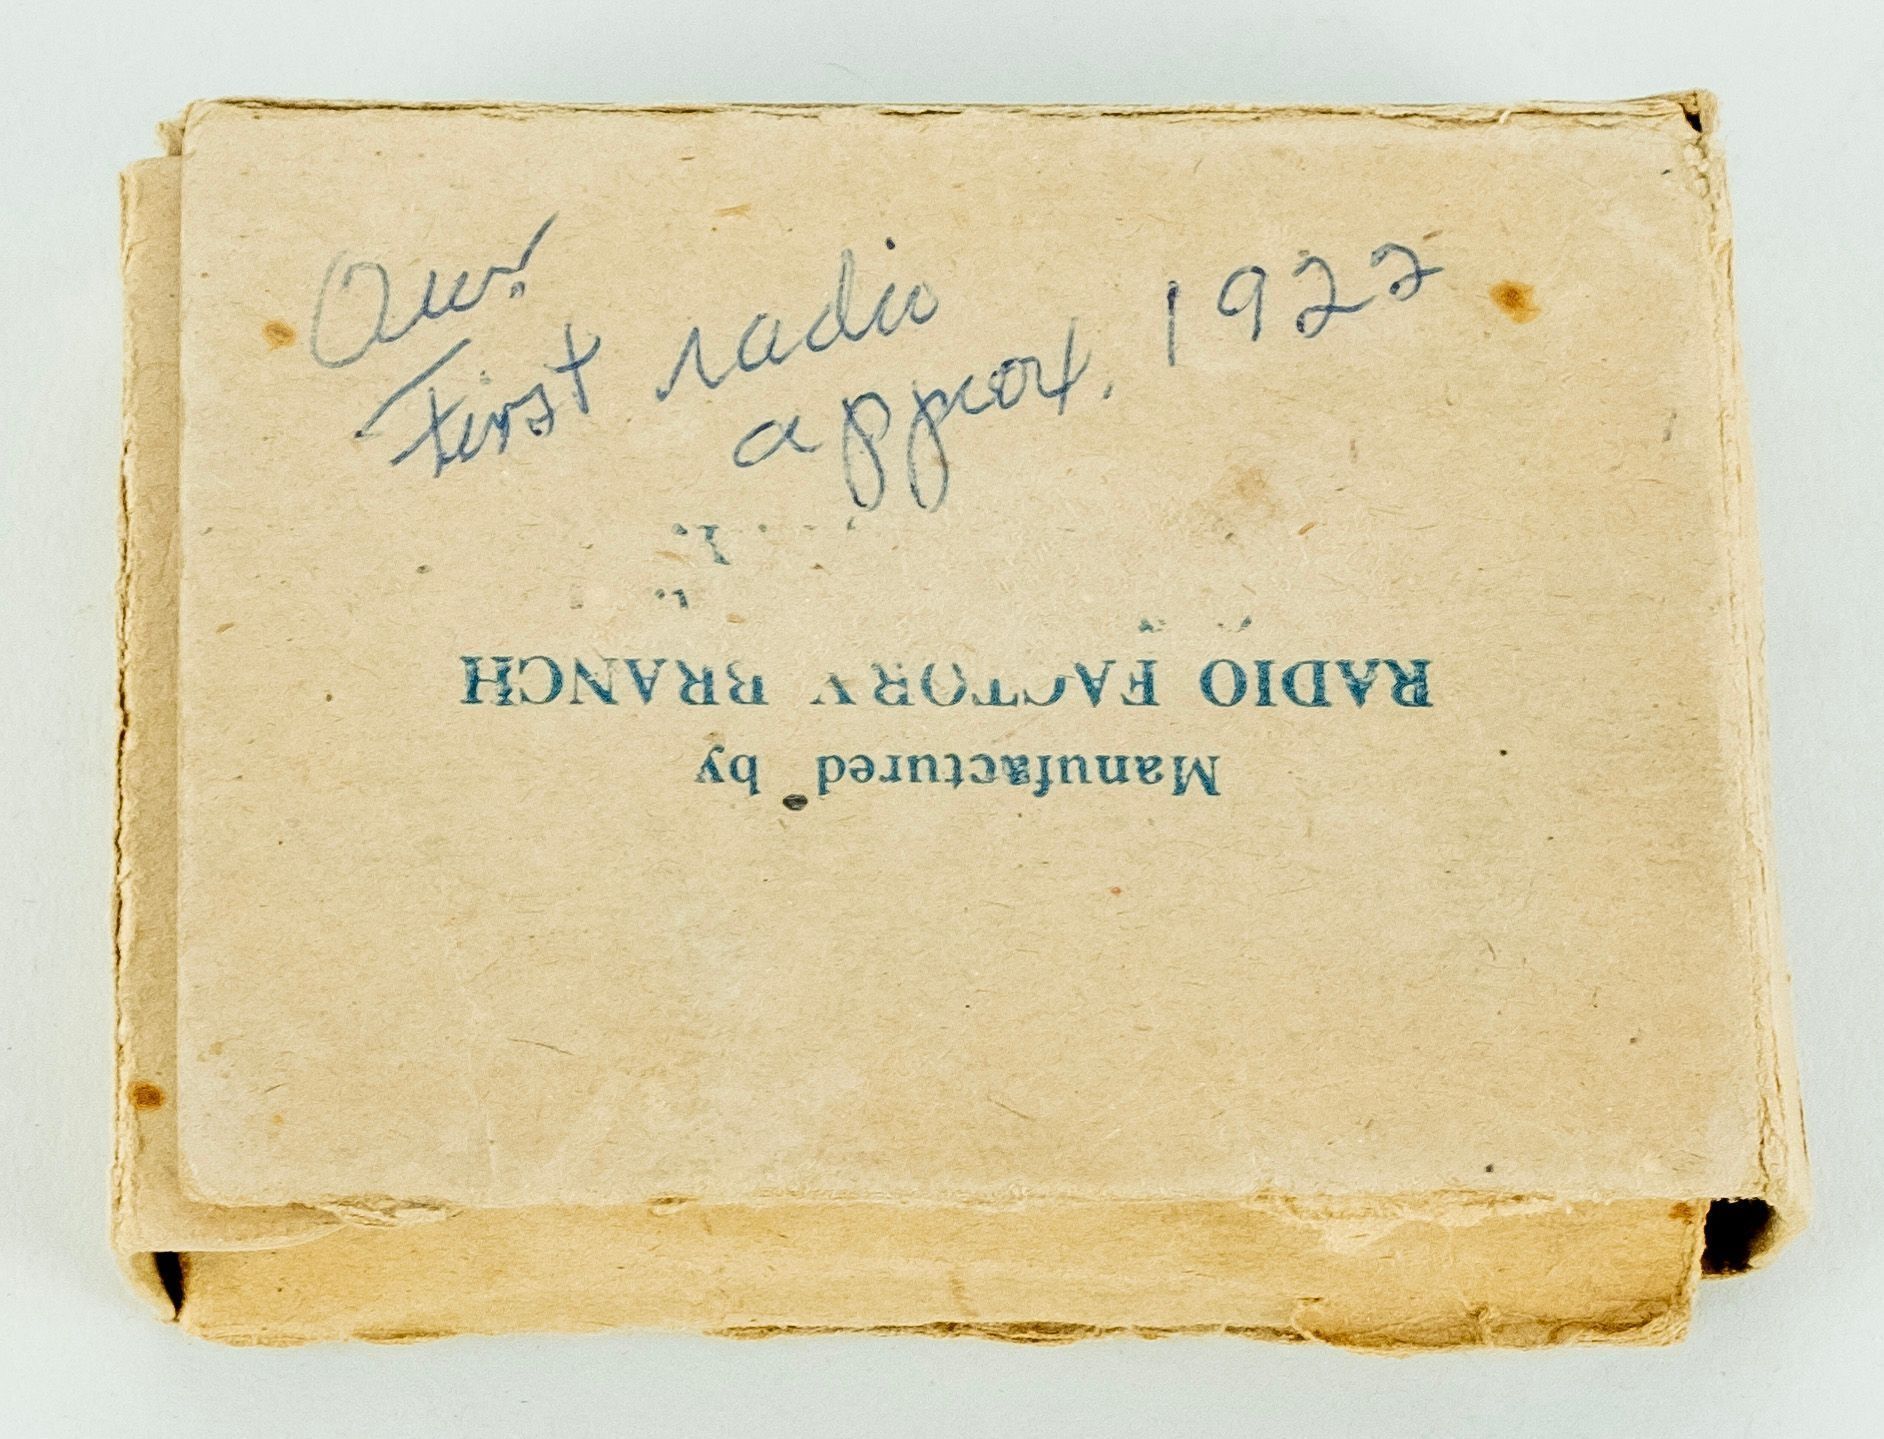 Our
First radio
approx. 1922
Manufactured by
RADIO FACTORY BRANCH